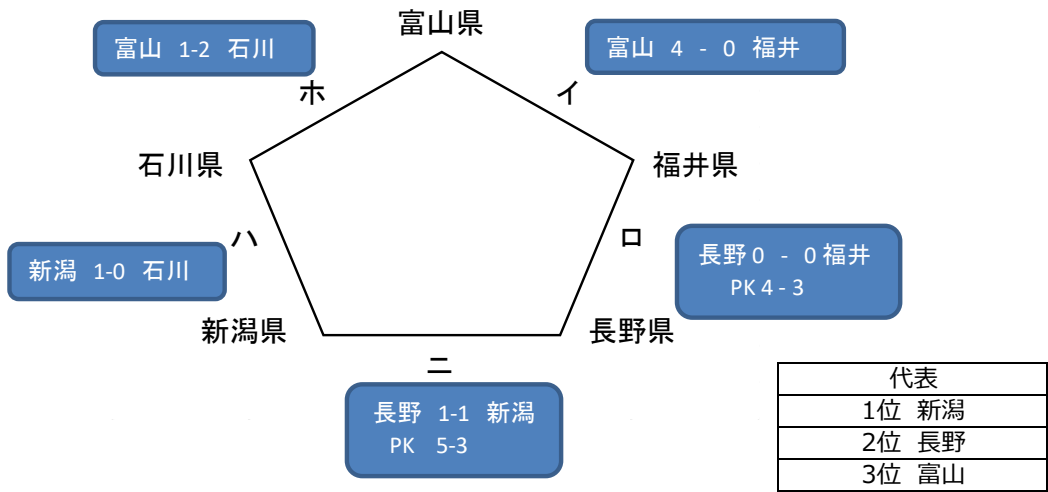 富山県
富山 1-2 石川
富山 4 - 0 福井
ホ
イ
石川県
福井県
ハ
ロ
新潟 1-0 石川
長野 0 - 0 福井
PK 4 - 3
新潟県
長野県
ニ
長野 1-1 新潟
PK 5-3
代表
1位 新潟
2位 長野
3位 富山